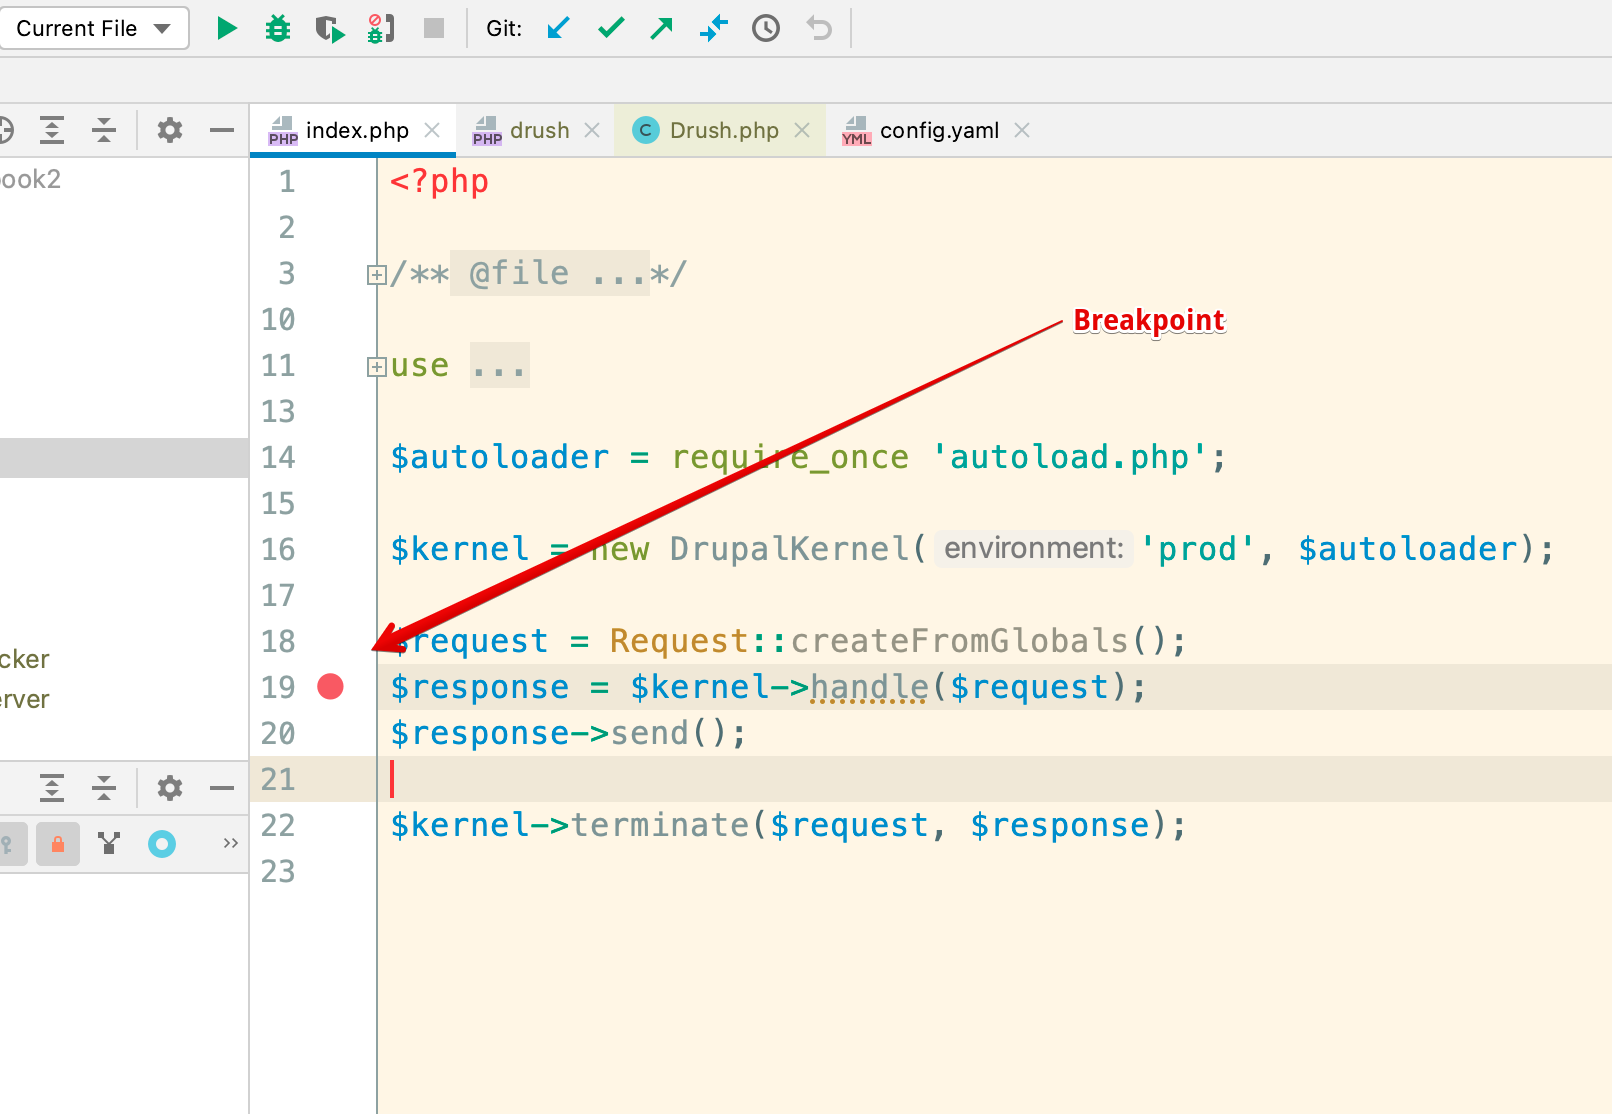 Current File
Git:
PHP index.php
PHP drush
C Drush.php
YML config.yaml
ook2
1 <?php
2
3 /** @file ...*/
10
Breakpoint
11 use ...
13
14 $autoloader = require_once 'autoload.php';
15
16 $kernel = new DrupalKernel( environment: 'prod', $autoloader);
17
18 $request = Request::createFromGlobals();
cker
19 $response = $kernel->handle($request);
erver
20 $response->send();
21
22 $kernel->terminate($request, $response);
23